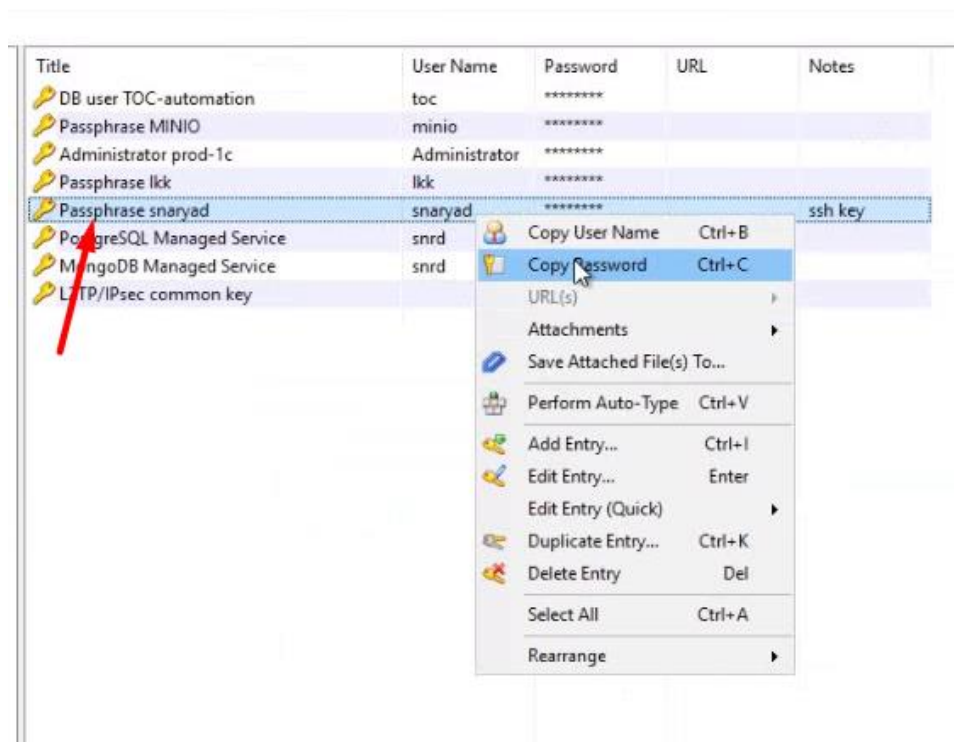 Title User Name Password URL Notes
DB user TOC-automation toc ********
Passphrase MINIO minio ********
Administrator prod-1c Administrator ********
Passphrase lkk lkk ********
Passphrase snaryad snaryad ******** ssh key
PostgreSQL Managed Service snrd
MongoDB Managed Service snrd
L2TP/IPsec common key
Copy User Name Ctrl+B
Copy Password Ctrl+C
URL(s)
Attachments
Save Attached File(s) To...
Perform Auto-Type Ctrl+V
Add Entry... Ctrl+I
Edit Entry... Enter
Edit Entry (Quick)
Duplicate Entry... Ctrl+K
Delete Entry Del
Select All Ctrl+A
Rearrange